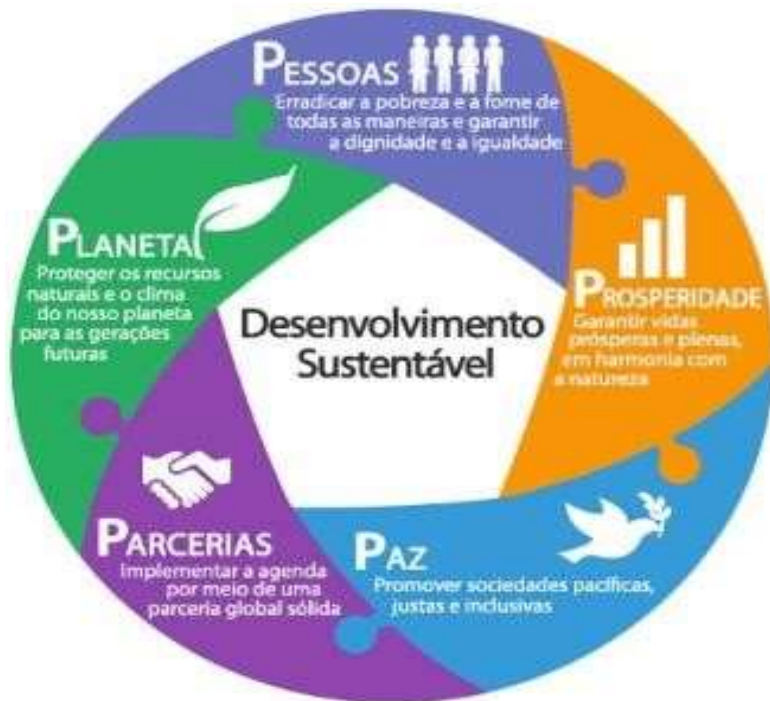 PESSOAS
Erradicar a pobreza e a fome de
todas as maneiras e garantir
a dignidade e a igualdade
PROSPERIDADE
Garantir vidas
prósperas e plenas,
em harmonia com
a natureza
PAZ
Promover sociedades pacíficas,
justas e inclusivas
PARCERIAS
Implementar a agenda
por meio de uma
parceria global sólida
PLANETA
Proteger os recursos
naturais e o clima
do nosso planeta
para as gerações
futuras
Desenvolvimento
Sustentável